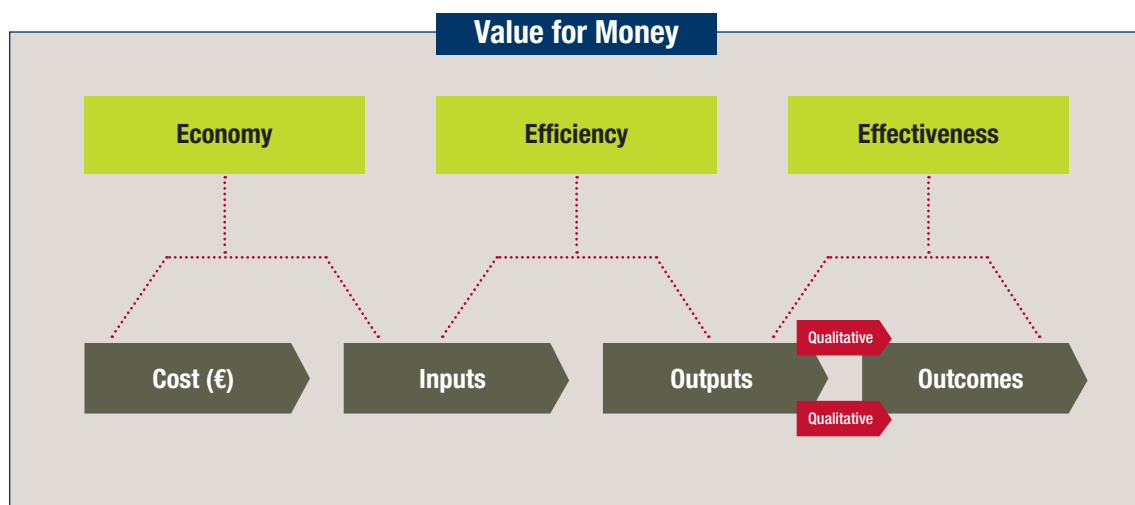 Value for Money
Economy
Efficiency
Effectiveness
Cost (€)
Inputs
Outputs
Qualitative
Qualitative
Outcomes